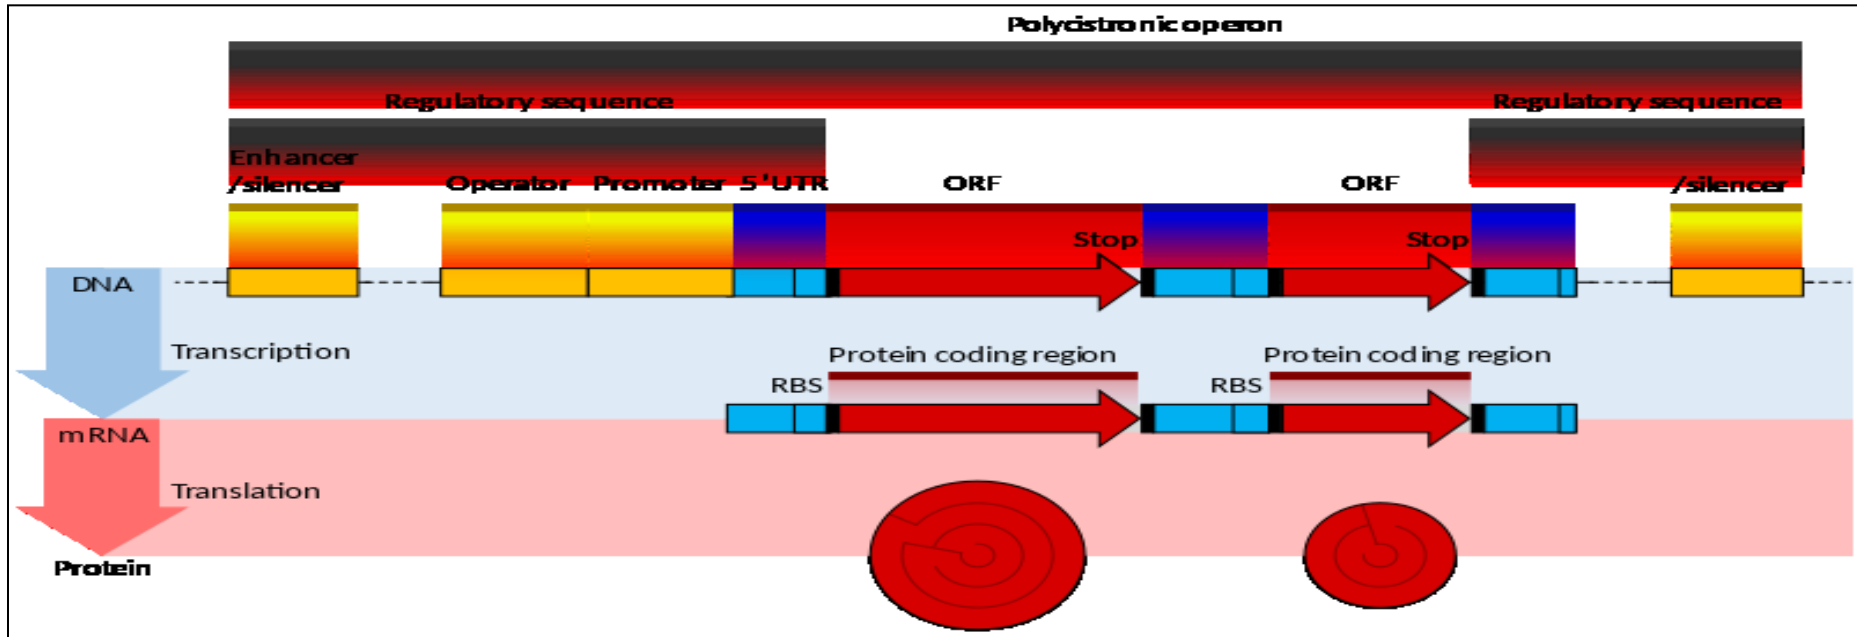 Polycistronic operon
Regulatory sequence Regulatory sequence
Enhancer
/silencer Operator Promoter 5'UTR ORF ORF /silencer
Stop Stop
DNA
Transcription Protein coding region Protein coding region
RBS RBS
mRNA
Translation
Protein